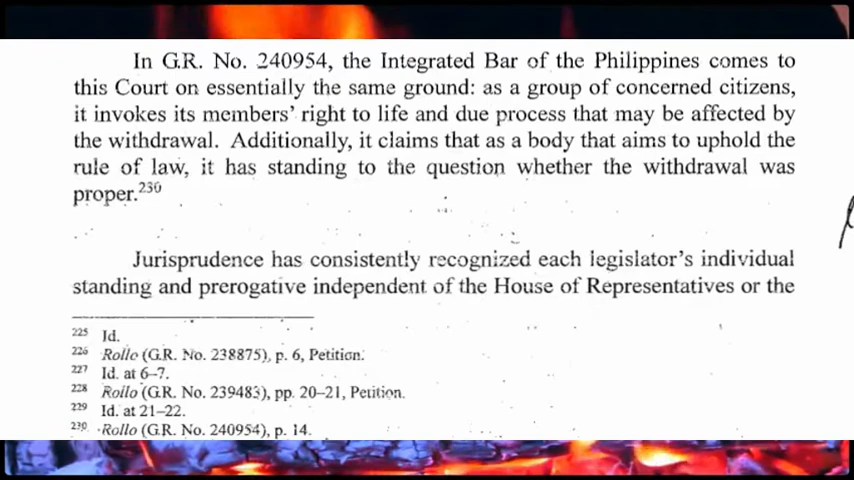 In G.R. No. 240954, the Integrated Bar of the Philippines comes to
this Court on essentially the same ground: as a group of concerned citizens,
it invokes its members' right to life and due process that may be affected by
the withdrawal. Additionally, it claims that as a body that aims to uphold the
rule of law, it has standing to the question whether the withdrawal was
proper.230
Jurisprudence has consistently recognized each legislator's individual
standing and prerogative independent of the House of Representatives or the
225 Id.
226 Rollo (G.R. No. 238875), p. 6, Petition.
227 Id. at 6–7.
228 Rollo (G.R. No. 239483), pp. 20–21, Petition.
229 Id. at 21–22.
230 Rollo (G.R. No. 240954), p. 14.